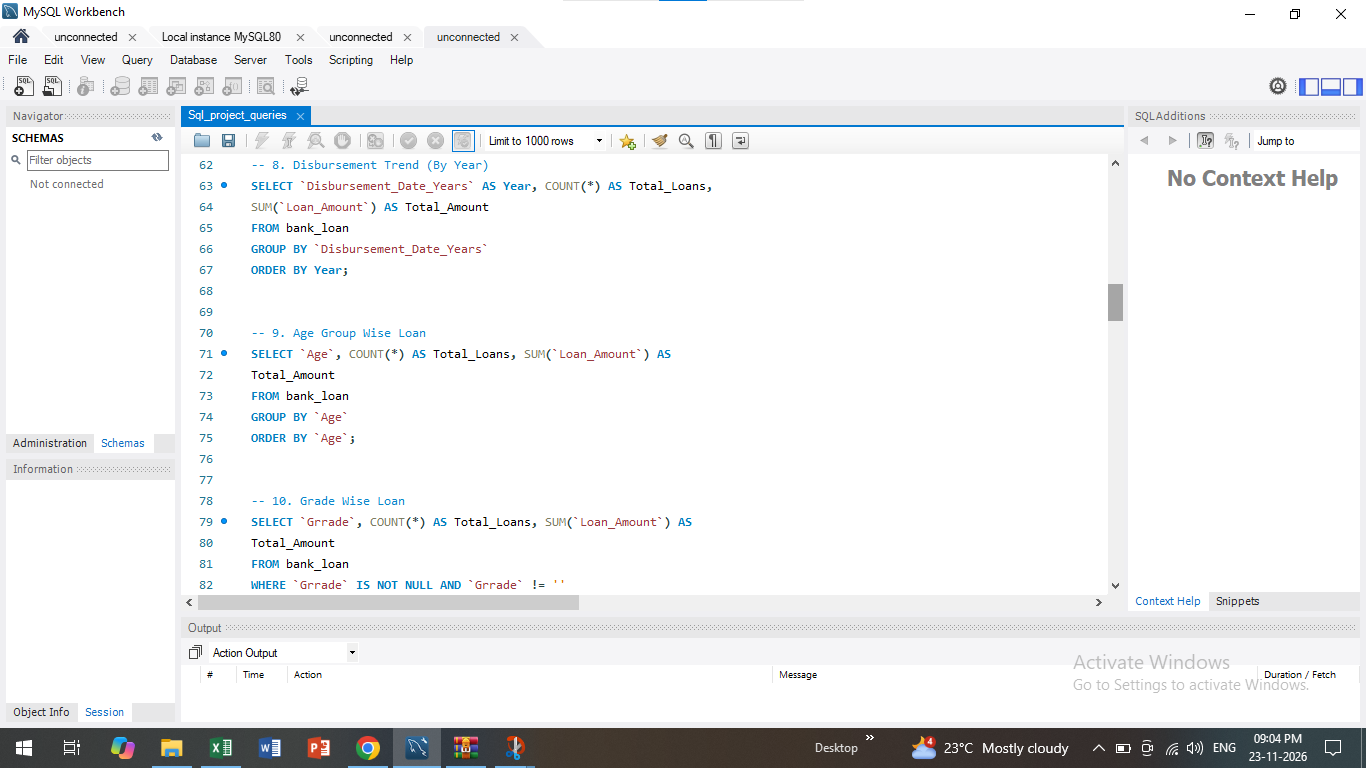 MySQL Workbench
unconnected
Local instance MySQL80
unconnected
unconnected
File Edit View Query Database Server Tools Scripting Help
Navigator
SCHEMAS
Filter objects
Not connected
Administration Schemas
Information
Object Info Session
Sql_project_queries
Limit to 1000 rows
62 -- 8. Disbursement Trend (By Year)
63 SELECT `Disbursement_Date_Years` AS Year, COUNT(*) AS Total_Loans,
64 SUM(`Loan_Amount`) AS Total_Amount
65 FROM bank_loan
66 GROUP BY `Disbursement_Date_Years`
67 ORDER BY Year;
68
69
70 -- 9. Age Group Wise Loan
71 SELECT `Age`, COUNT(*) AS Total_Loans, SUM(`Loan_Amount`) AS
72 Total_Amount
73 FROM bank_loan
74 GROUP BY `Age`
75 ORDER BY `Age`;
76
77
78 -- 10. Grade Wise Loan
79 SELECT `Grrade`, COUNT(*) AS Total_Loans, SUM(`Loan_Amount`) AS
80 Total_Amount
81 FROM bank_loan
82 WHERE `Grrade` IS NOT NULL AND `Grrade` != ''
SQLAdditions
Jump to
No Context Help
Context Help Snippets
Output
Action Output
# Time Action Message Duration / Fetch
Activate Windows
Go to Settings to activate Windows.
Desktop
4
23°C Mostly cloudy
ENG
09:04 PM
23-11-2026